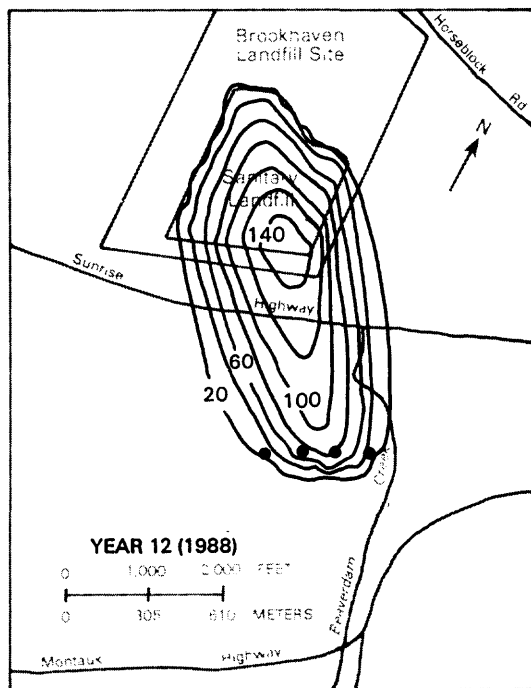 Brookhaven
Landfill Site
Horseblock
Rd
N
Sanitary
Landfill
140
Sunrise
Highway
60
20
100
Creek
YEAR 12 (1988)
0 1,000 2,000 FEET
0 305 610 METERS
Beaverdam
Montauk Highway